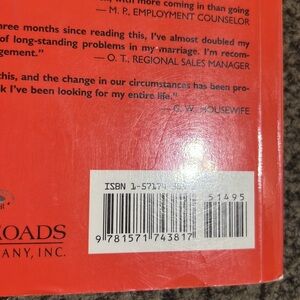 with more coming in than going
— M. P., EMPLOYMENT COUNSELOR
three months since reading this, I've almost doubled my
of long-standing problems in my marriage. I'm recom-
gement."
— O. T., REGIONAL SALES MANAGER
this, and the change in our circumstances has been pro-
ok I've been looking for my entire life."
— G. W. HOUSEWIFE
ISBN 1-57174-
51495
9 781571 743817
ROADS
ANY, INC.